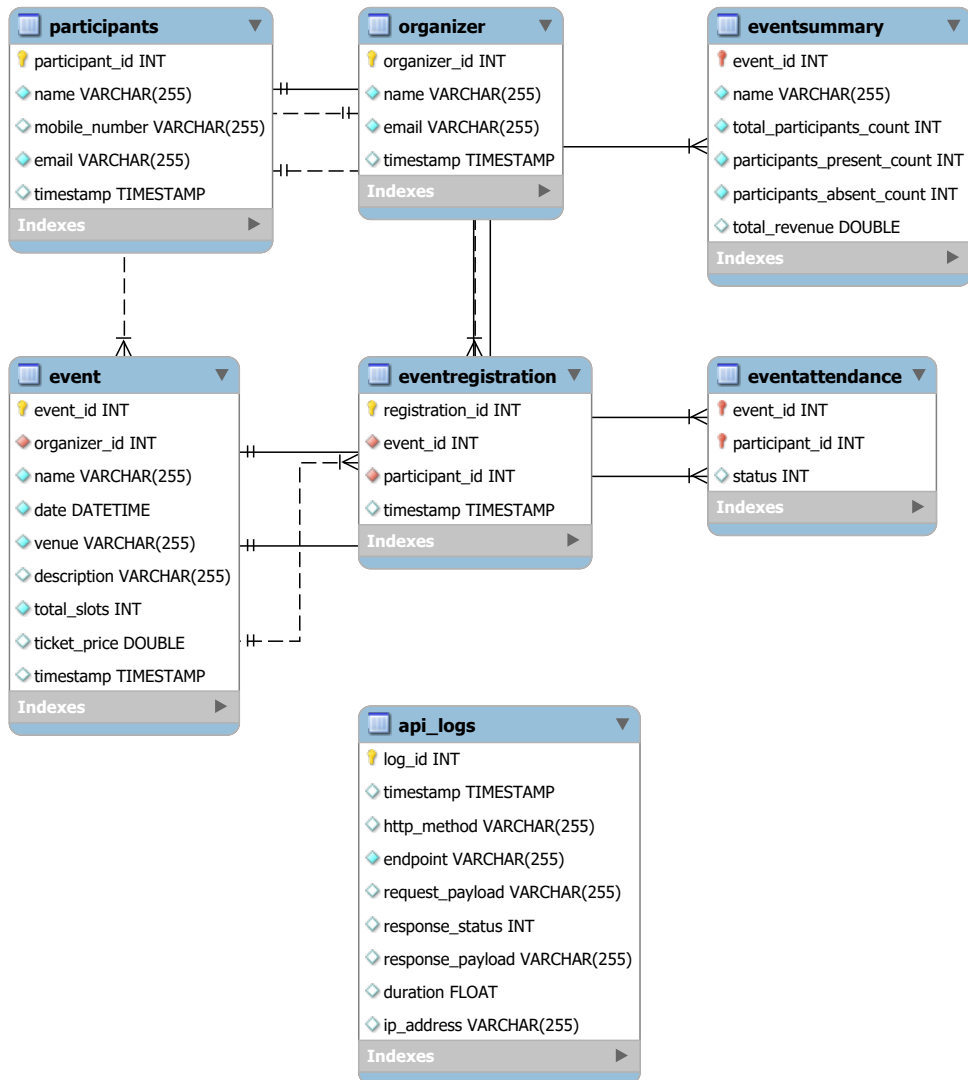 participants
participant_id INT
name VARCHAR(255)
mobile_number VARCHAR(255)
email VARCHAR(255)
timestamp TIMESTAMP
Indexes
organizer
organizer_id INT
name VARCHAR(255)
email VARCHAR(255)
timestamp TIMESTAMP
Indexes
eventsummary
event_id INT
name VARCHAR(255)
total_participants_count INT
participants_present_count INT
participants_absent_count INT
total_revenue DOUBLE
Indexes
event
event_id INT
organizer_id INT
name VARCHAR(255)
date DATETIME
venue VARCHAR(255)
description VARCHAR(255)
total_slots INT
ticket_price DOUBLE
timestamp TIMESTAMP
Indexes
eventregistration
registration_id INT
event_id INT
participant_id INT
timestamp TIMESTAMP
Indexes
eventattendance
event_id INT
participant_id INT
status INT
Indexes
api_logs
log_id INT
timestamp TIMESTAMP
http_method VARCHAR(255)
endpoint VARCHAR(255)
request_payload VARCHAR(255)
response_status INT
response_payload VARCHAR(255)
duration FLOAT
ip_address VARCHAR(255)
Indexes